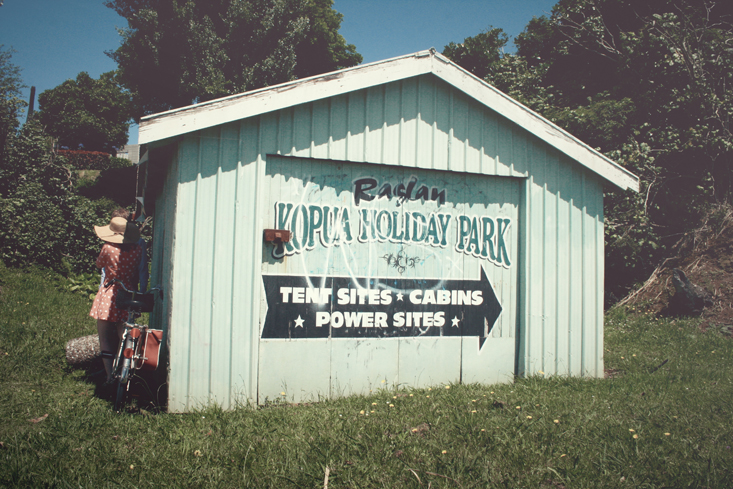 Raglan
KOPUA HOLIDAY PARK
TENT SITES ★ CABINS
★ POWER SITES ★